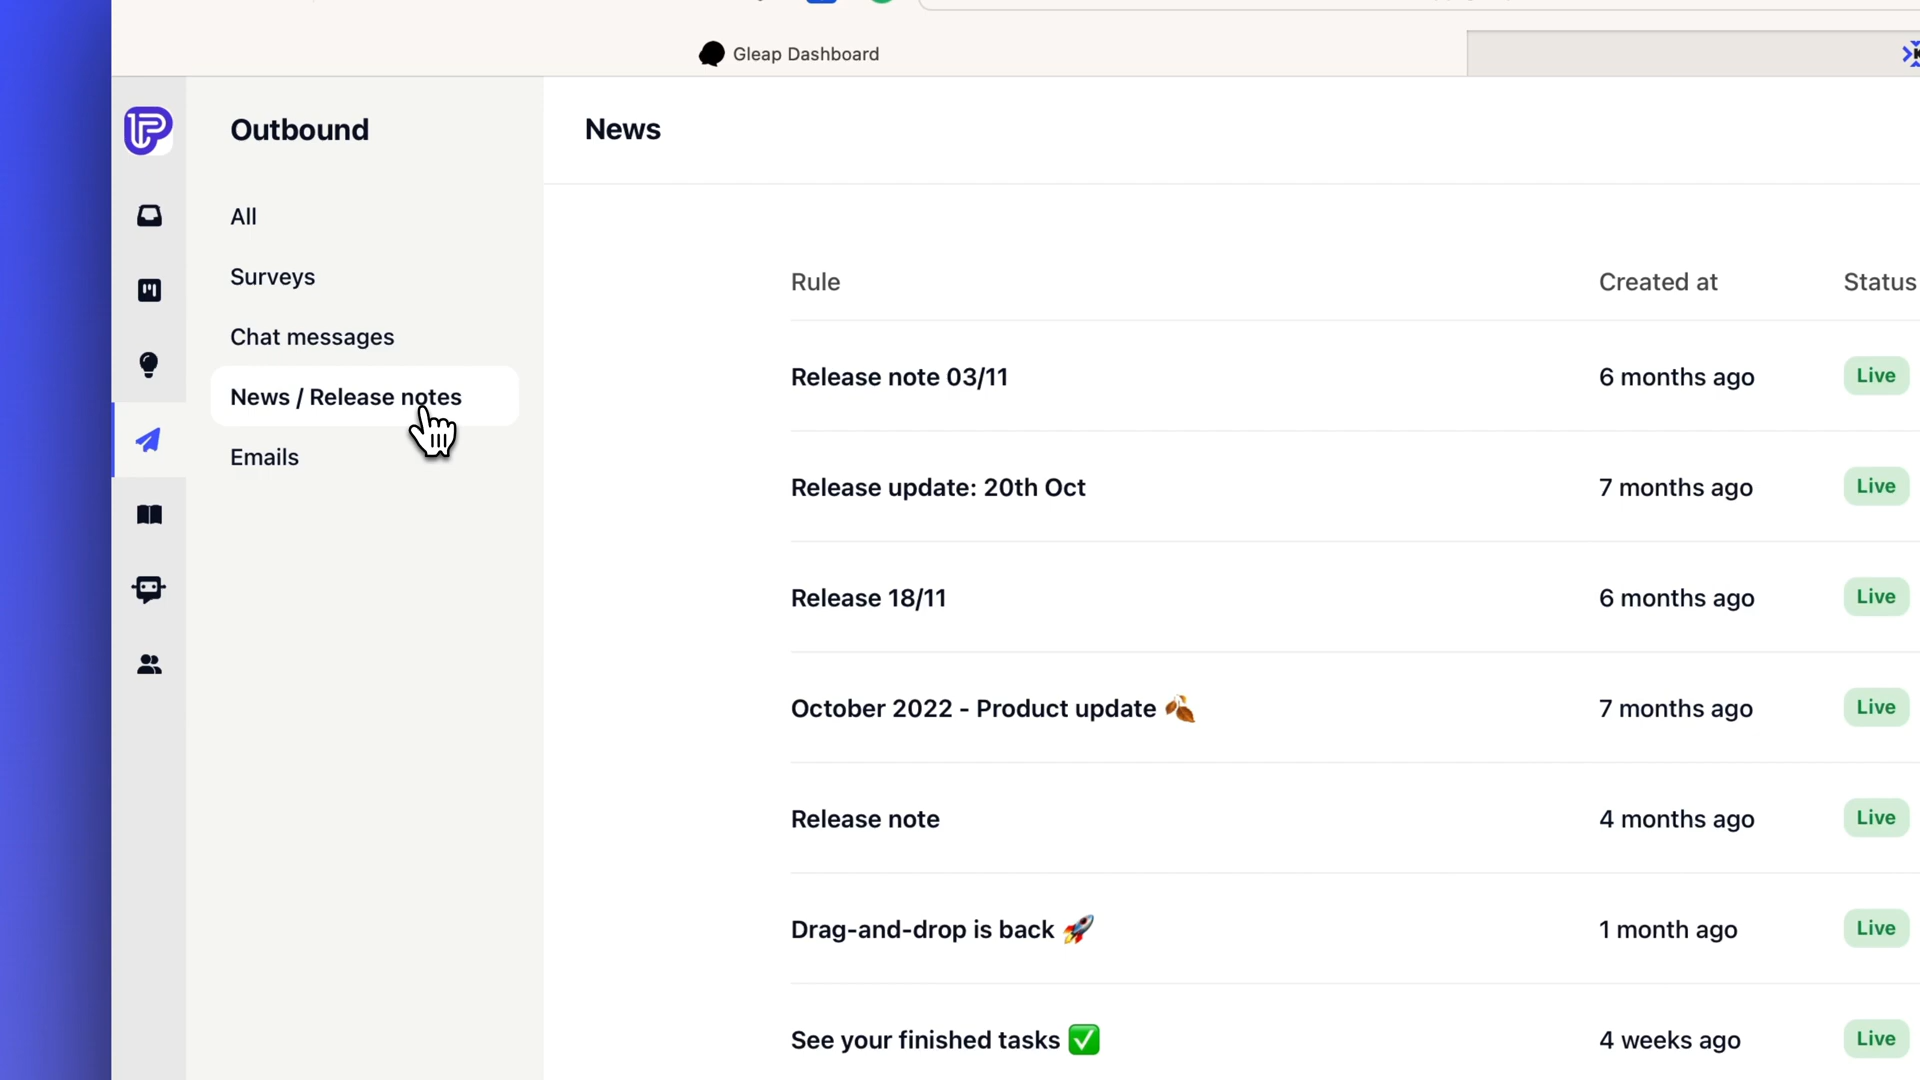 Gleap Dashboard
Outbound
All
Surveys
Chat messages
News / Release notes
Emails
News
Rule Created at Status
Release note 03/11 6 months ago Live
Release update: 20th Oct 7 months ago Live
Release 18/11 6 months ago Live
October 2022 - Product update 🍂 7 months ago Live
Release note 4 months ago Live
Drag-and-drop is back 🚀 1 month ago Live
See your finished tasks ✅ 4 weeks ago Live